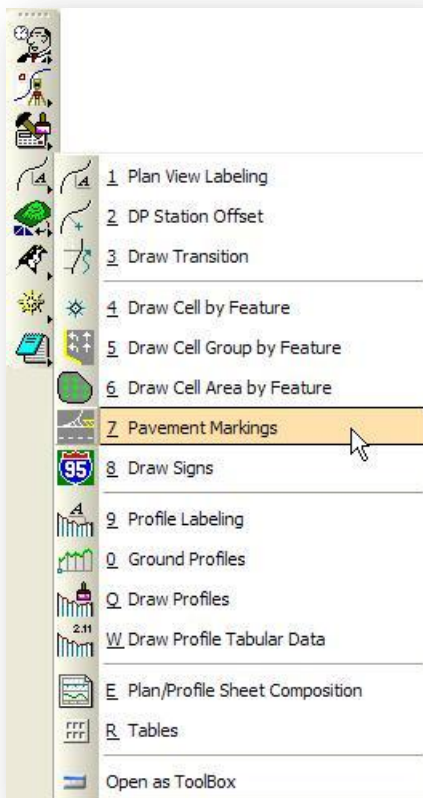 1 Plan View Labeling
2 DP Station Offset
3 Draw Transition
4 Draw Cell by Feature
5 Draw Cell Group by Feature
6 Draw Cell Area by Feature
7 Pavement Markings
95
8 Draw Signs
A
9 Profile Labeling
0 Ground Profiles
Q Draw Profiles
2.11
W Draw Profile Tabular Data
E Plan/Profile Sheet Composition
R Tables
Open as ToolBox